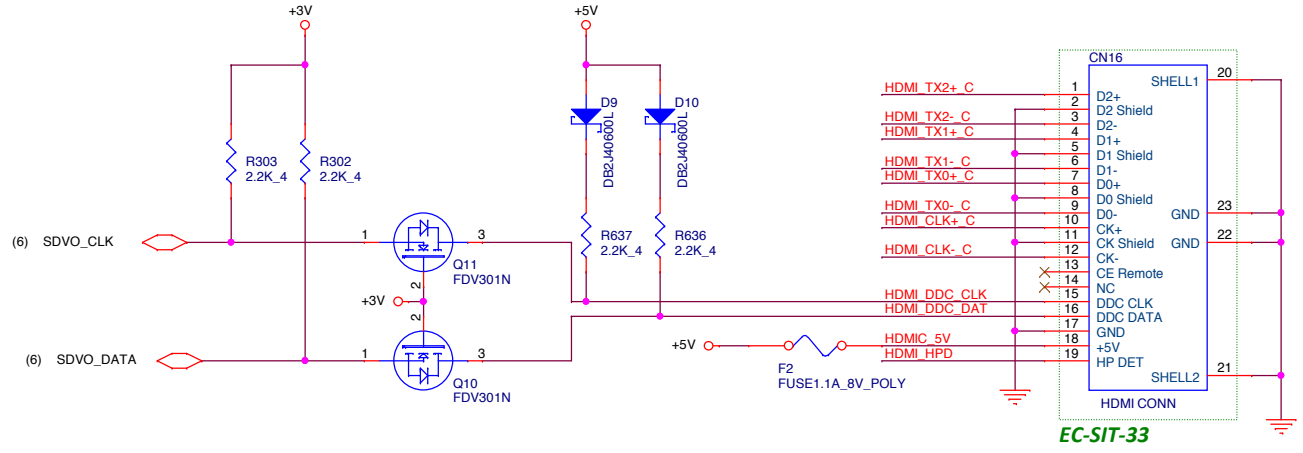 +3V
+5V
R303
2.2K_4
R302
2.2K_4
D9
DB2J40600L
D10
DB2J40600L
R637
2.2K_4
R636
2.2K_4
(6) SDVO_CLK
1
3
Q11
FDV301N
2
+3V
2
(6) SDVO_DATA
1
3
Q10
FDV301N
+5V
F2
FUSE1.1A_8V_POLY
HDMI_TX2+_C
HDMI_TX2-_C
HDMI_TX1+_C
HDMI_TX1-_C
HDMI_TX0+_C
HDMI_TX0-_C
HDMI_CLK+_C
HDMI_CLK-_C
HDMI_DDC_CLK
HDMI_DDC_DAT
HDMIC_5V
HDMI_HPD
CN16
1 D2+
2 D2 Shield
3 D2-
4 D1+
5 D1 Shield
6 D1-
7 D0+
8 D0 Shield
9 D0-
10 CK+
11 CK Shield
12 CK-
13 CE Remote
14 NC
15 DDC CLK
16 DDC DATA
17 GND
18 +5V
19 HP DET
SHELL1 20
GND 23
GND 22
SHELL2 21
HDMI CONN
EC-SIT-33